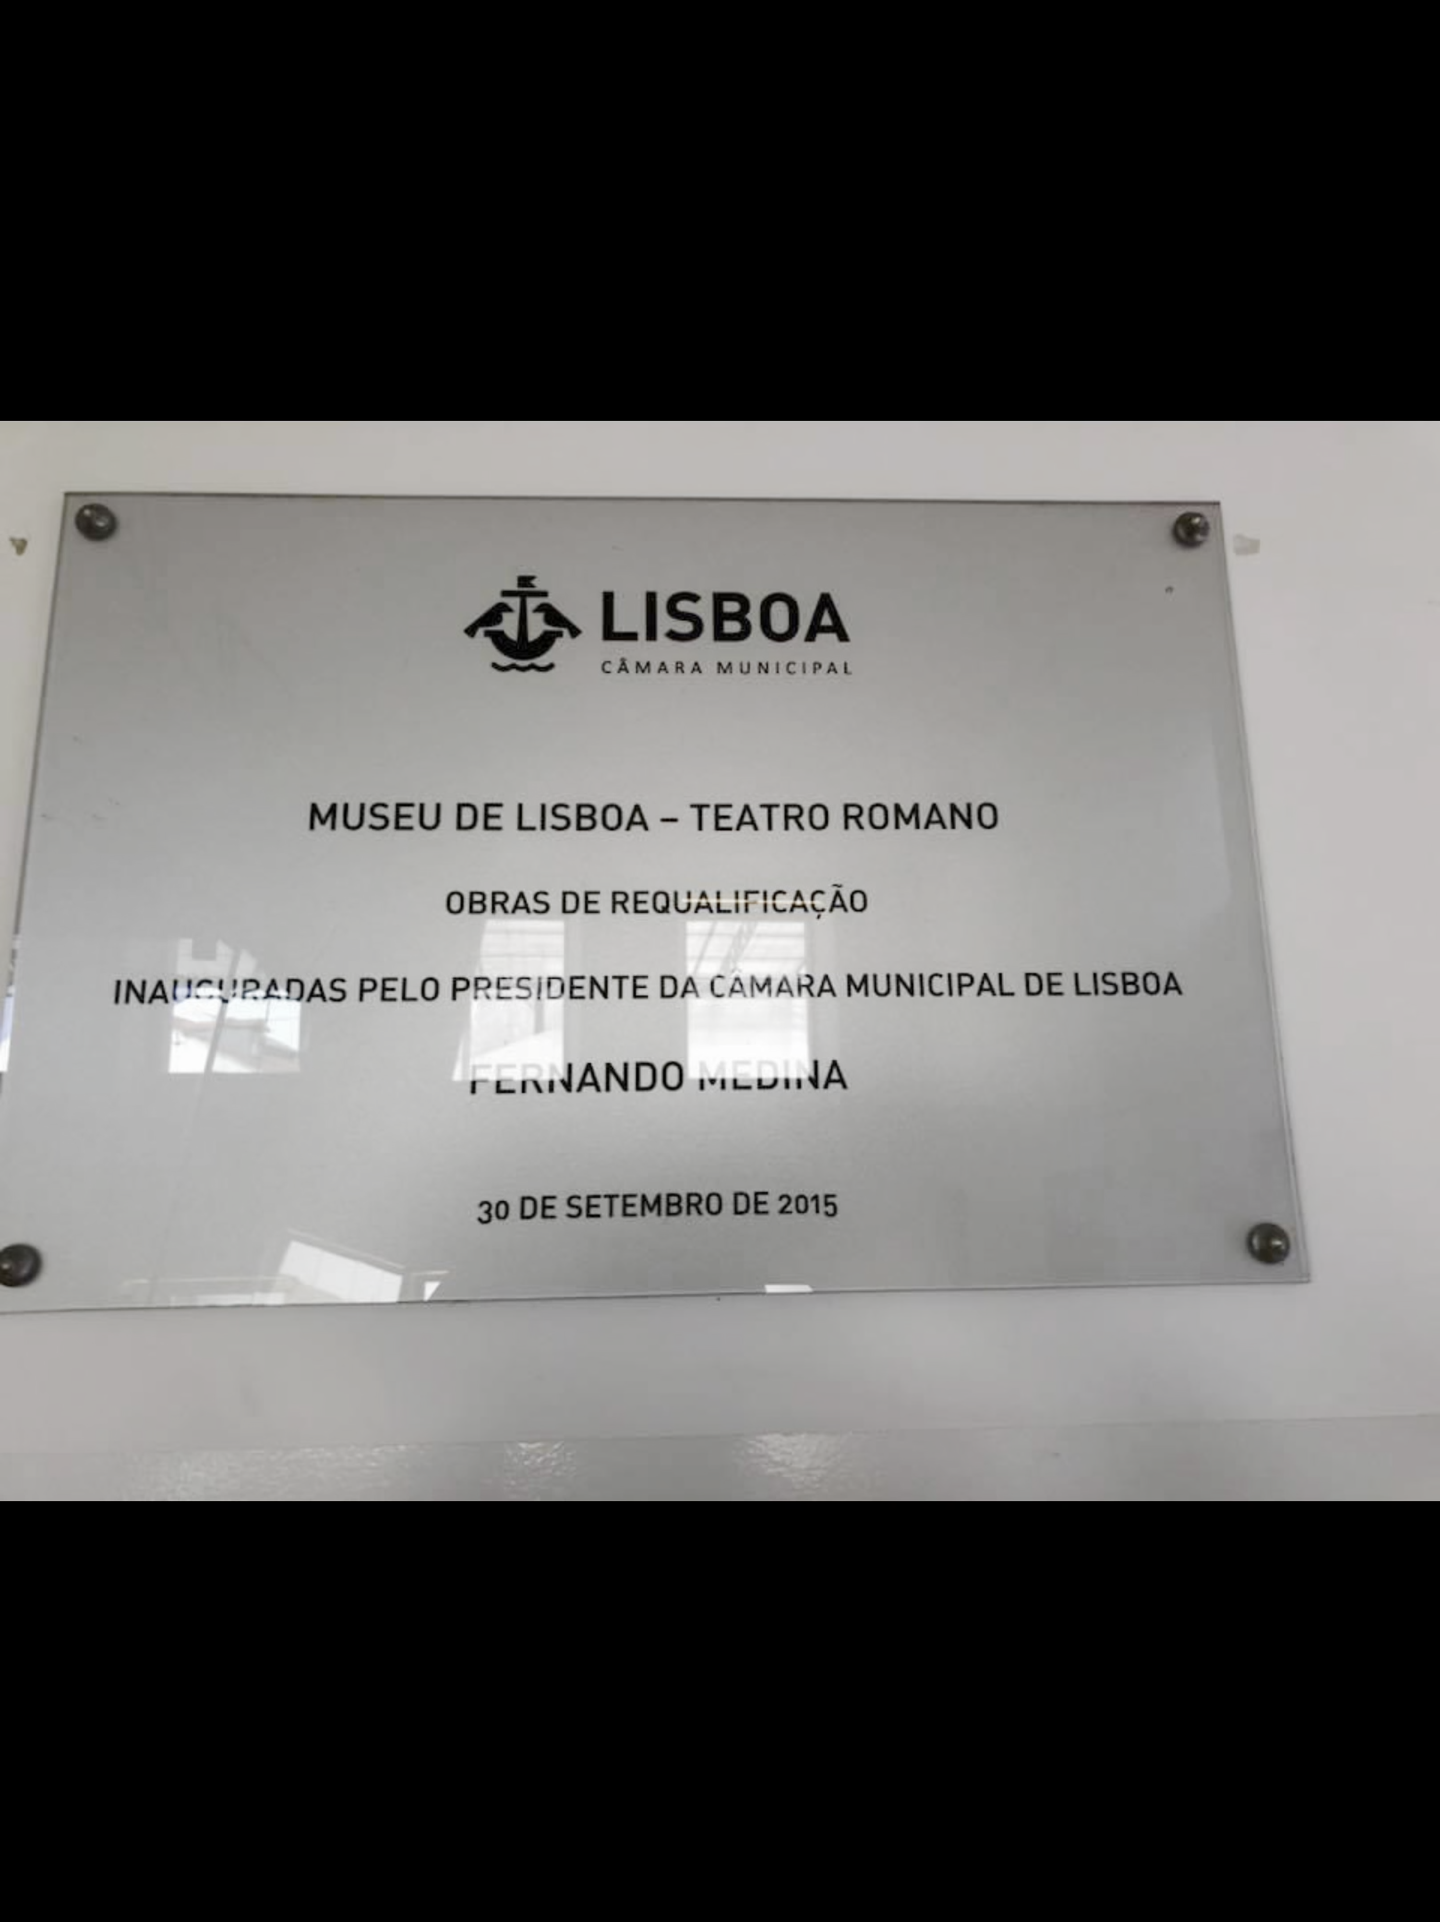 LISBOA
CÂMARA MUNICIPAL
MUSEU DE LISBOA – TEATRO ROMANO
OBRAS DE REQUALIFICAÇÃO
INAUGURADAS PELO PRESIDENTE DA CÂMARA MUNICIPAL DE LISBOA
FERNANDO MEDINA
30 DE SETEMBRO DE 2015